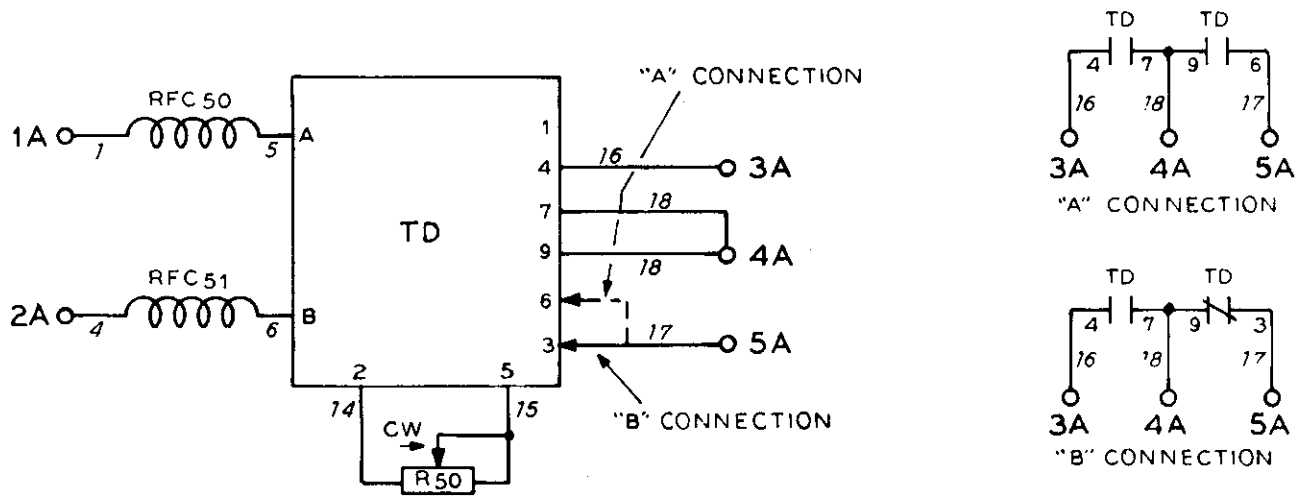 "A" CONNECTION
RFC 50
1A 1 5 A
1
4 16 3A
7 18
TD
9 18 4A
RFC 51
2A 4 6 B
6
3 17 5A
2 5
14 15
"B" CONNECTION
CW
R 50
TD TD
4 7 9 6
16 18 17
3A 4A 5A
"A" CONNECTION
TD TD
4 7 9 3
16 18 17
3A 4A 5A
"B" CONNECTION